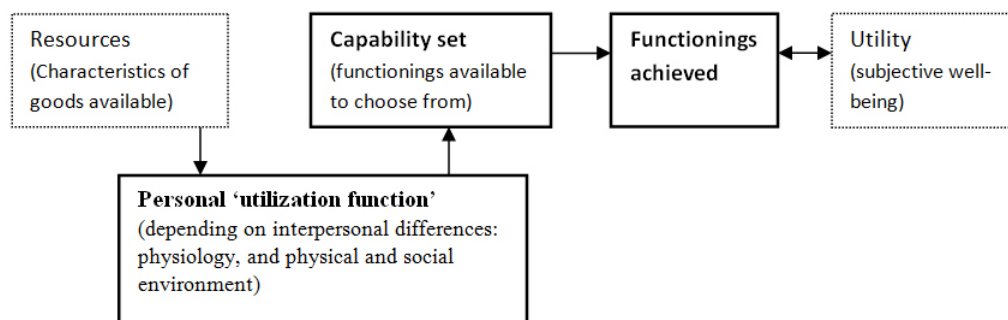 Resources
(Characteristics of
goods available)
Capability set
(functionings available
to choose from)
Functionings
achieved
Utility
(subjective well-
being)
Personal ‘utilization function’
(depending on interpersonal differences:
physiology, and physical and social
environment)